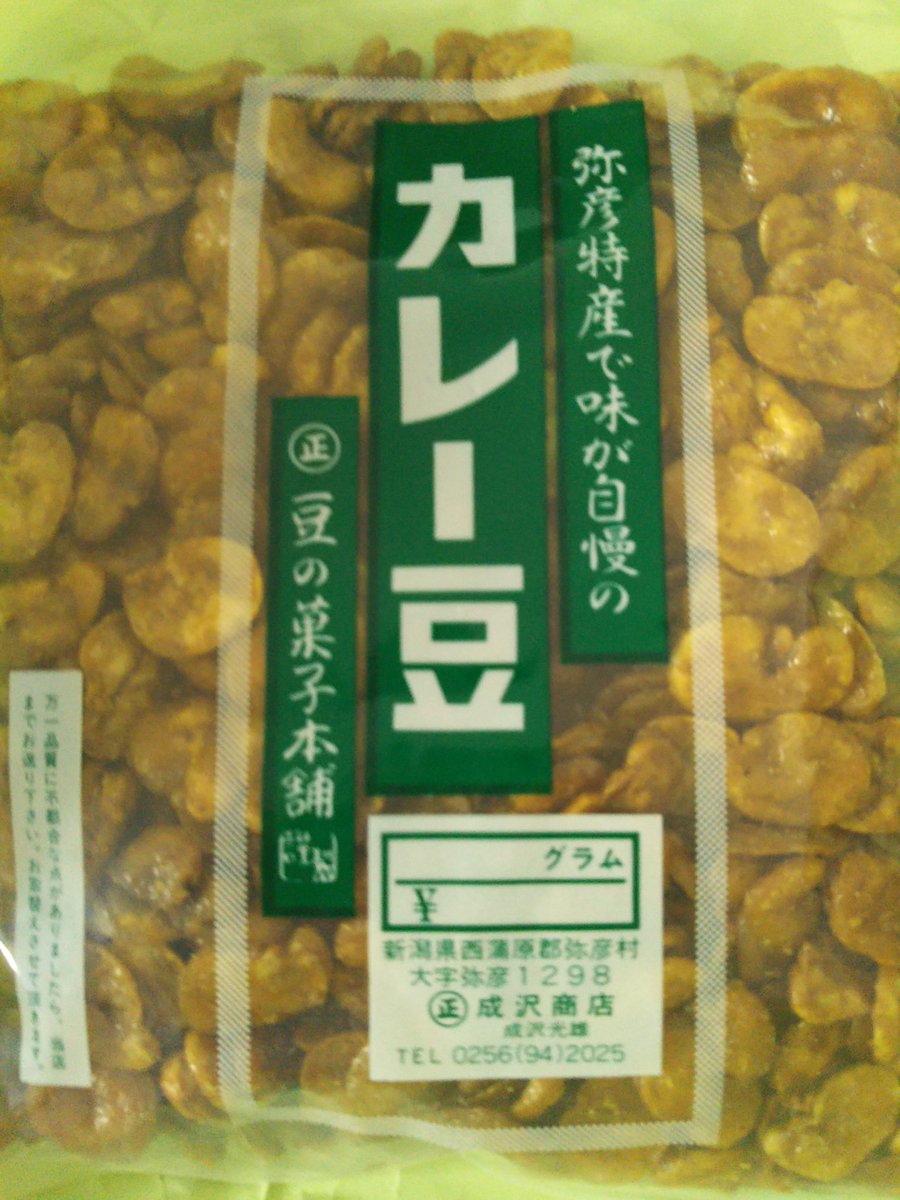 弥彦特産で味が自慢の
カレー豆
㊣ 豆の菓子本舗
グラム
¥
新潟県西蒲原郡弥彦村
大字弥彦1298
㊣ 成沢商店
成沢光雄
TEL 0256(94)2025
万一品質に不都合な点がありましたら、当店
までお送り下さい。お取替えさせて頂きます。